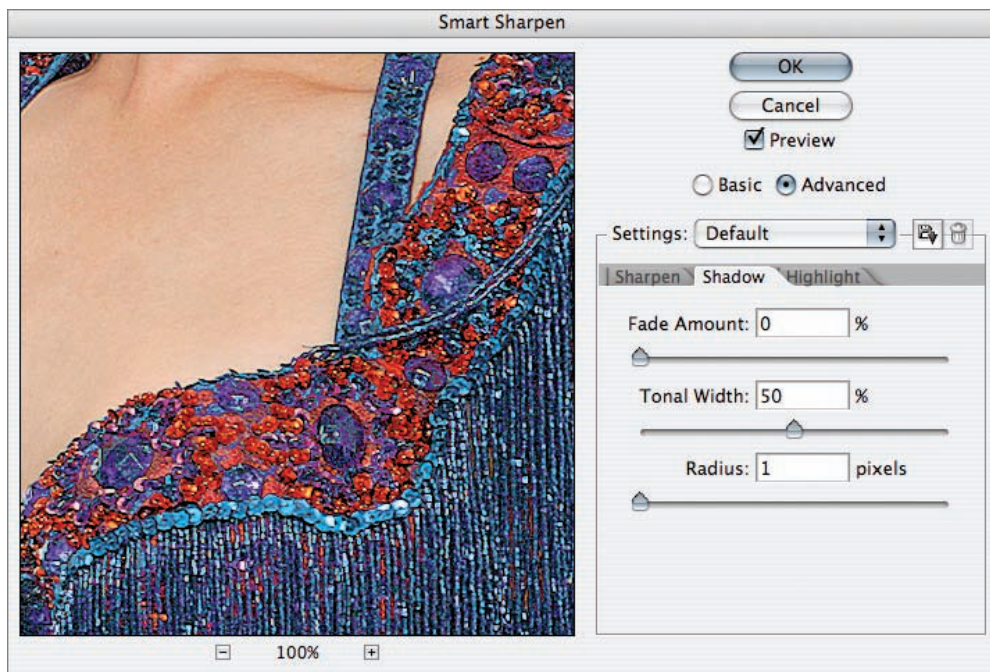 Smart Sharpen
OK
Cancel
Preview
Basic Advanced
Settings: Default
Sharpen Shadow Highlight
Fade Amount: 0 %
Tonal Width: 50 %
Radius: 1 pixels
100%